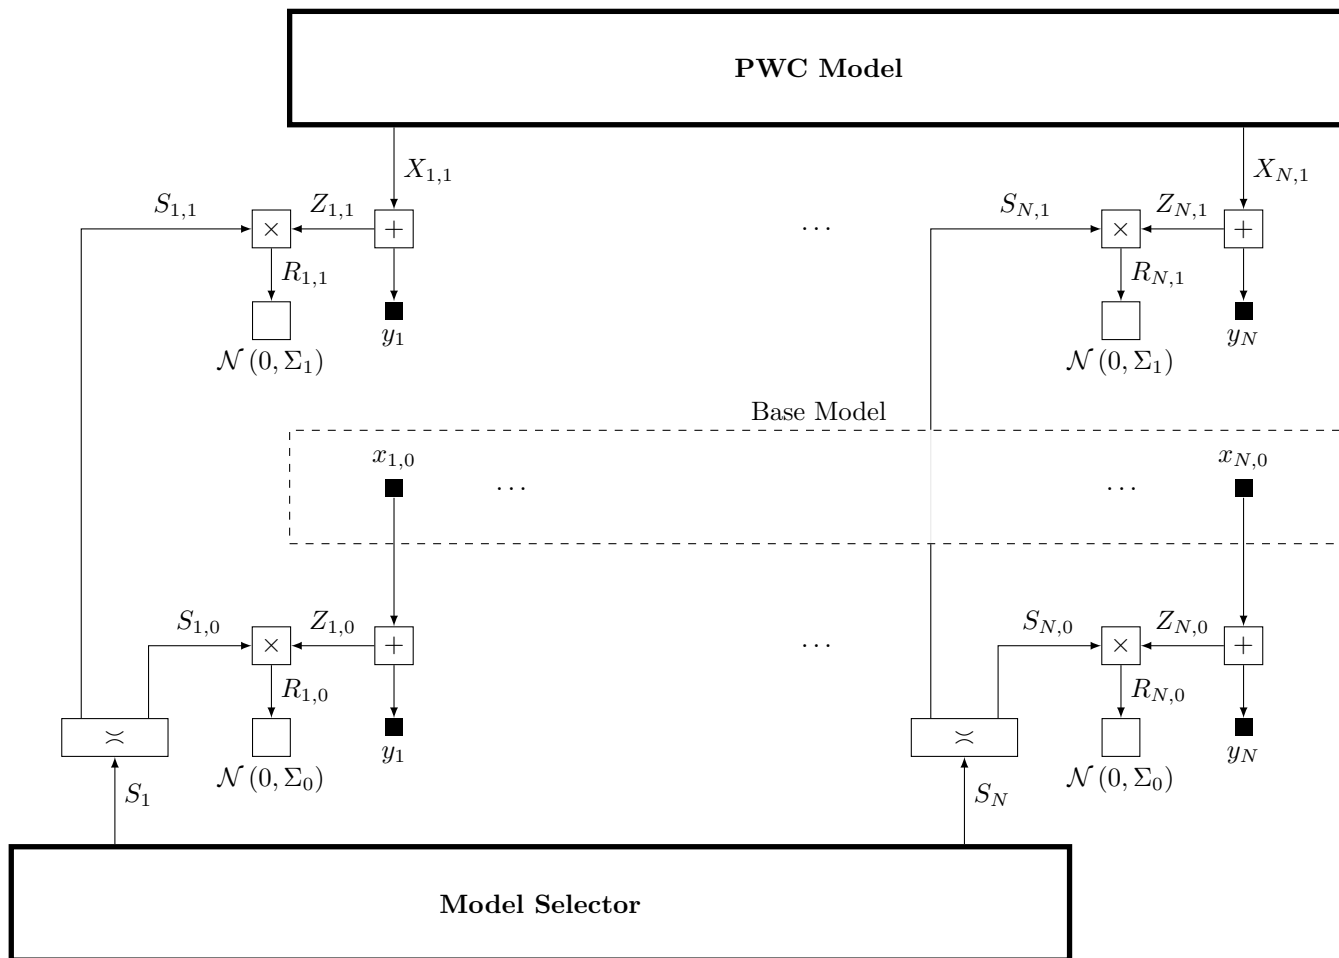 PWC Model
X_{1,1} X_{N,1}
S_{1,1} Z_{1,1} S_{N,1} Z_{N,1}
× + ... × +
R_{1,1} R_{N,1}
y_1 y_N
𝒩(0, Σ_1) 𝒩(0, Σ_1)
Base Model
x_{1,0} x_{N,0}
... ...
S_{1,0} Z_{1,0} S_{N,0} Z_{N,0}
× + ... × +
R_{1,0} R_{N,0}
≍ ≍
y_1 y_N
𝒩(0, Σ_0) 𝒩(0, Σ_0)
S_1 S_N
Model Selector